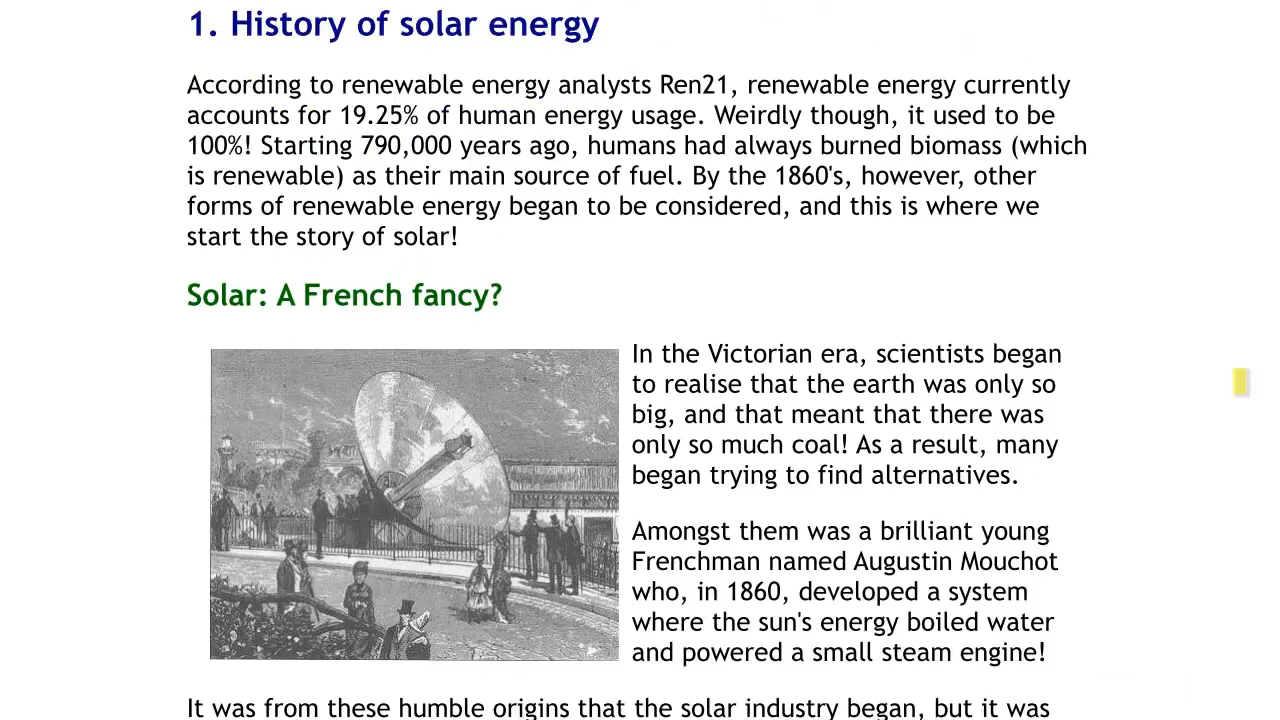 1. History of solar energy
According to renewable energy analysts Ren21, renewable energy currently
accounts for 19.25% of human energy usage. Weirdly though, it used to be
100%! Starting 790,000 years ago, humans had always burned biomass (which
is renewable) as their main source of fuel. By the 1860's, however, other
forms of renewable energy began to be considered, and this is where we
start the story of solar!
Solar: A French fancy?
In the Victorian era, scientists began
to realise that the earth was only so
big, and that meant that there was
only so much coal! As a result, many
began trying to find alternatives.
Amongst them was a brilliant young
Frenchman named Augustin Mouchot
who, in 1860, developed a system
where the sun's energy boiled water
and powered a small steam engine!
It was from these humble origins that the solar industry began, but it was